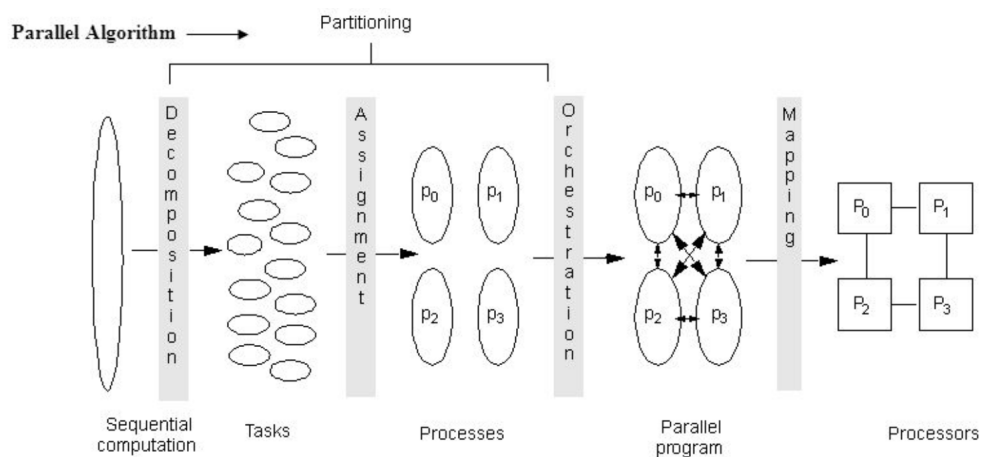 Partitioning
Parallel Algorithm
Decomposition
Assignment
Orchestration
Mapping
p0 p1
p2 p3
p0 p1
p2 p3
P0 P1
P2 P3
Sequential
computation
Tasks
Processes
Parallel
program
Processors